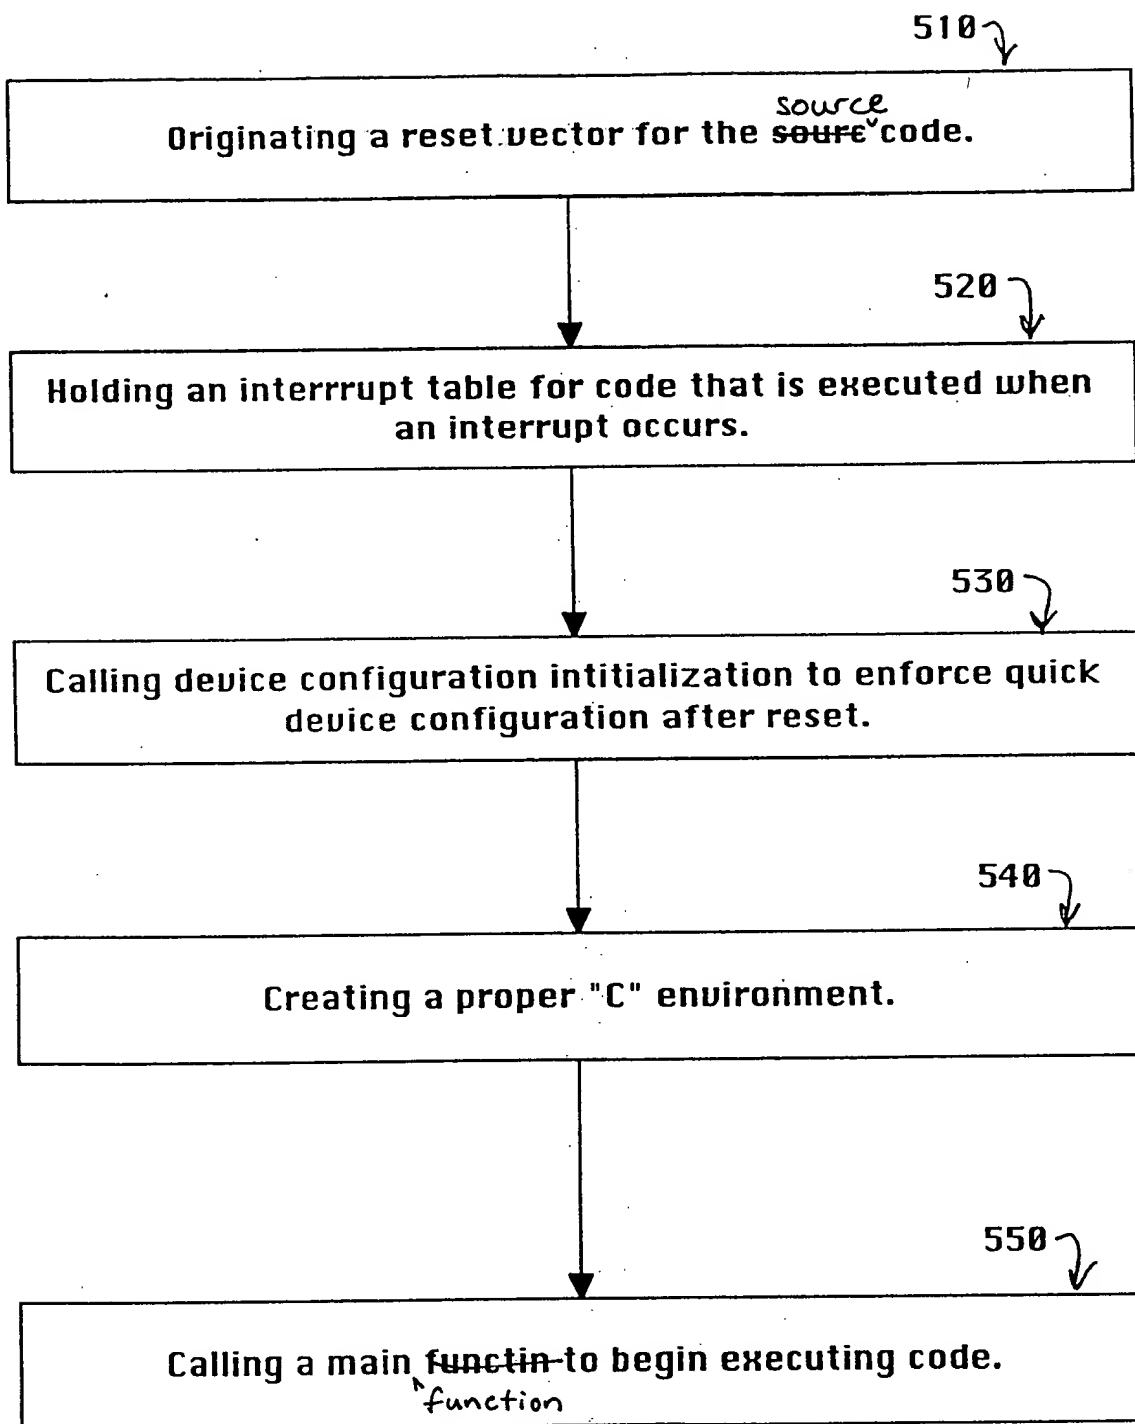 510
source
Originating a reset vector for the sourc code.
520
Holding an interrrupt table for code that is executed when
an interrupt occurs.
530
Calling device configuration intitialization to enforce quick
device configuration after reset.
540
Creating a proper "C" environment.
550
Calling a main functin to begin executing code.
function